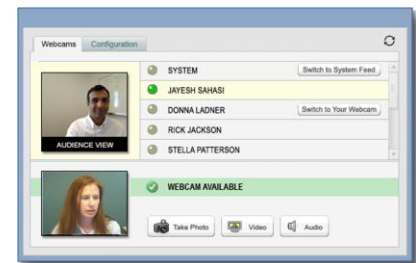 Webcams Configuration
SYSTEM Switch to System Feed
JAYESH SAHASI
DONNA LADNER Switch to Your Webcam
RICK JACKSON
AUDIENCE VIEW
STELLA PATTERSON
WEBCAM AVAILABLE
Take Photo Video Audio